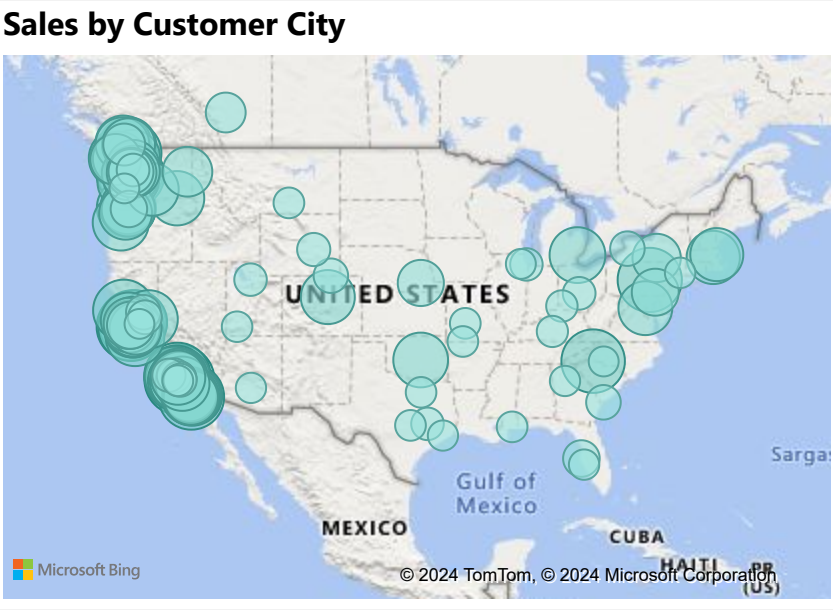 Sales by Customer City
UNITED STATES
Sargas
Gulf of
Mexico
MEXICO
CUBA
HAITI
PR
(US)
Microsoft Bing
© 2024 TomTom, © 2024 Microsoft Corporation